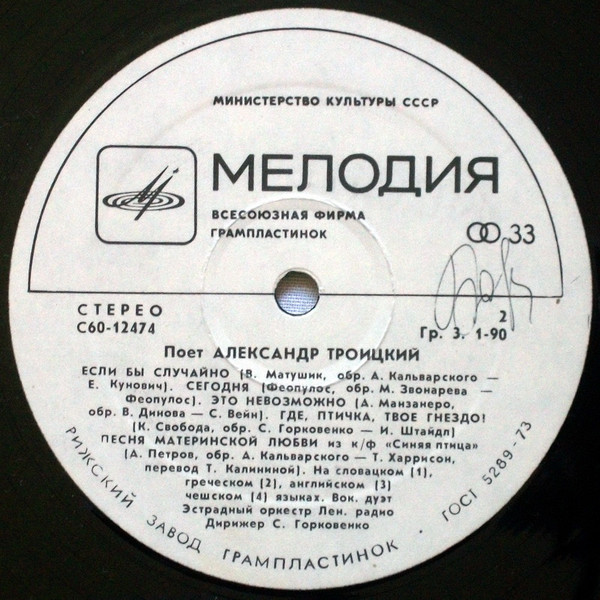 МИНИСТЕРСТВО КУЛЬТУРЫ СССР
МЕЛОДИЯ
ВСЕСОЮЗНАЯ ФИРМА
ГРАМПЛАСТИНОК
33
СТЕРЕО
С60-12474
2
Гр. 3. 1-90
Поет АЛЕКСАНДР ТРОИЦКИЙ
ЕСЛИ БЫ СЛУЧАЙНО (В. Матушик, обр. А. Кальварского —
Е. Кунович). СЕГОДНЯ (Феопулос, обр. М. Звонарева —
Феопулос). ЭТО НЕВОЗМОЖНО (А. Манзанеро,
обр. В. Динова — С. Вейн). ГДЕ, ПТИЧКА, ТВОЕ ГНЕЗДО!
(К. Свобода, обр. С. Горковенко — И. Штайдл)
ПЕСНЯ МАТЕРИНСКОЙ ЛЮБВИ из к/ф «Синяя птица»
(А. Петров, обр. А. Кальварского — Т. Харрисон,
перевод Т. Калининой). На словацком (1),
греческом (2), английском (3)
чешском (4) языках. Вок. дуэт
Эстрадный оркестр Лен. радио
Дирижер С. Горковенко
РИЖСКИЙ ЗАВОД ГРАМПЛАСТИНОК · ГОСТ 5289-73